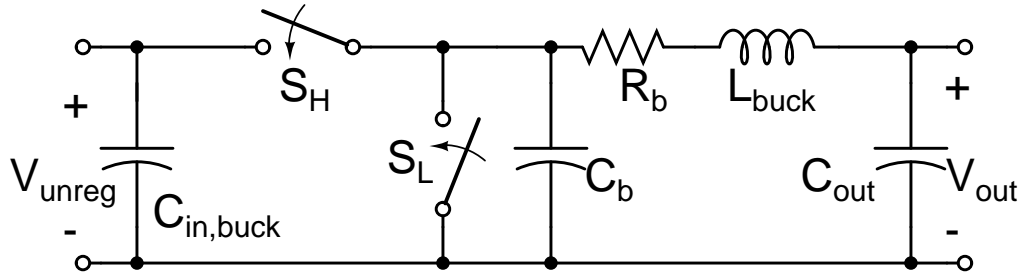 S_H
R_b
L_buck
+
+
V_unreg
C_in,buck
S_L
C_b
C_out
V_out
-
-